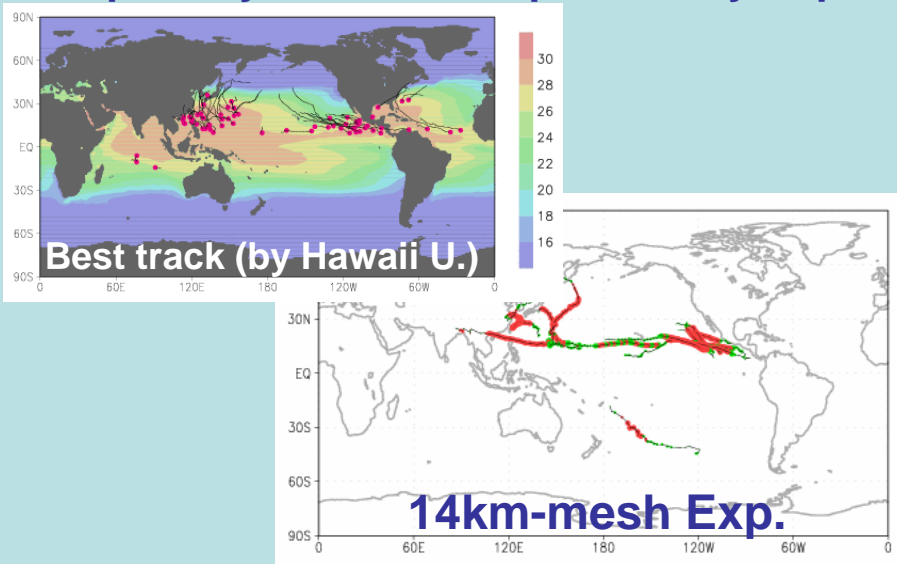 90N
60N
30N
EQ
30S
60S
90S
0 60E 120E 180 120W 60W 0
30
28
26
24
22
20
18
16
Best track (by Hawaii U.)
30N
EQ
30S
60S
90S
0 60E 120E 180 120W 60W 0
14km-mesh Exp.